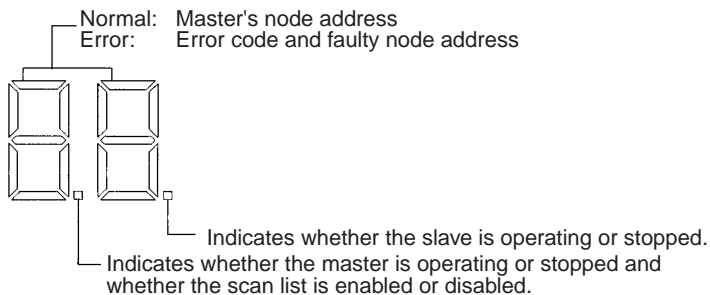 Normal: Master's node address
Error: Error code and faulty node address
Indicates whether the slave is operating or stopped.
Indicates whether the master is operating or stopped and
whether the scan list is enabled or disabled.